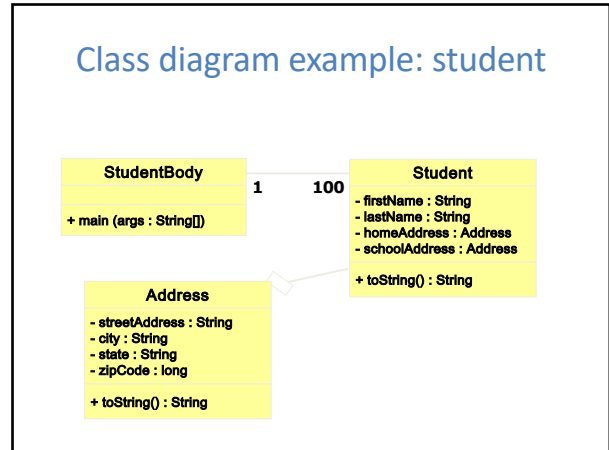 Class diagram example: student
StudentBody
+ main (args : String[])
1
100
Student
- firstName : String
- lastName : String
- homeAddress : Address
- schoolAddress : Address
+ toString() : String
Address
- streetAddress : String
- city : String
- state : String
- zipCode : long
+ toString() : String